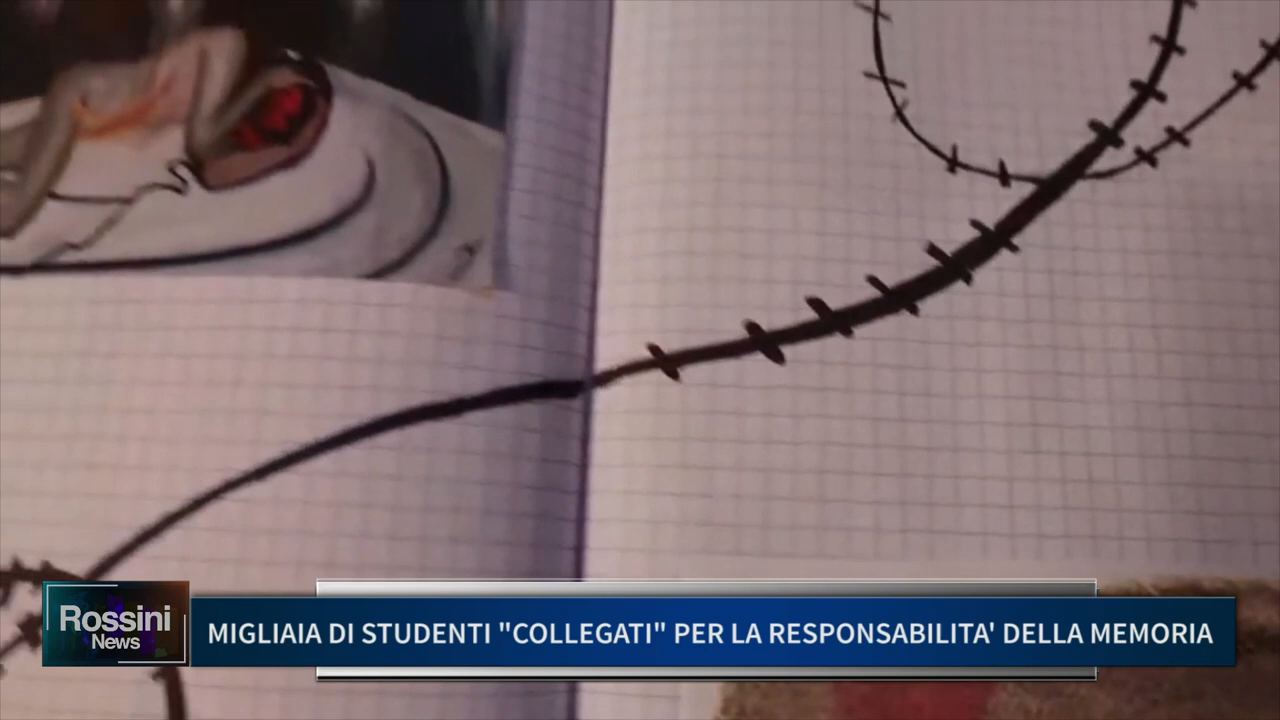 Rossini
News
MIGLIAIA DI STUDENTI "COLLEGATI" PER LA RESPONSABILITA' DELLA MEMORIA